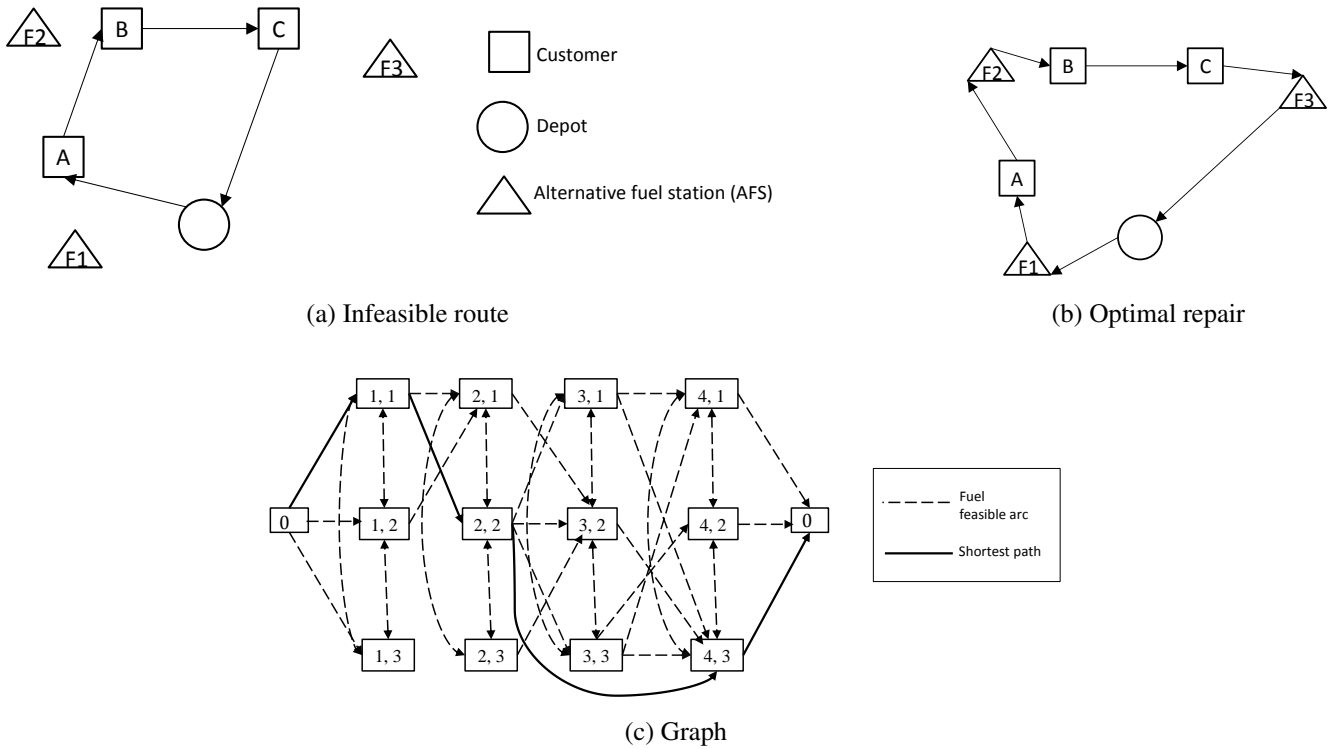 F2
B
C
F3
A
F1
Customer
Depot
Alternative fuel station (AFS)
(a) Infeasible route
F2
B
C
F3
A
F1
(b) Optimal repair
1, 1
2, 1
3, 1
4, 1
0
1, 2
2, 2
3, 2
4, 2
0
1, 3
2, 3
3, 3
4, 3
Fuel
feasible arc
Shortest path
(c) Graph